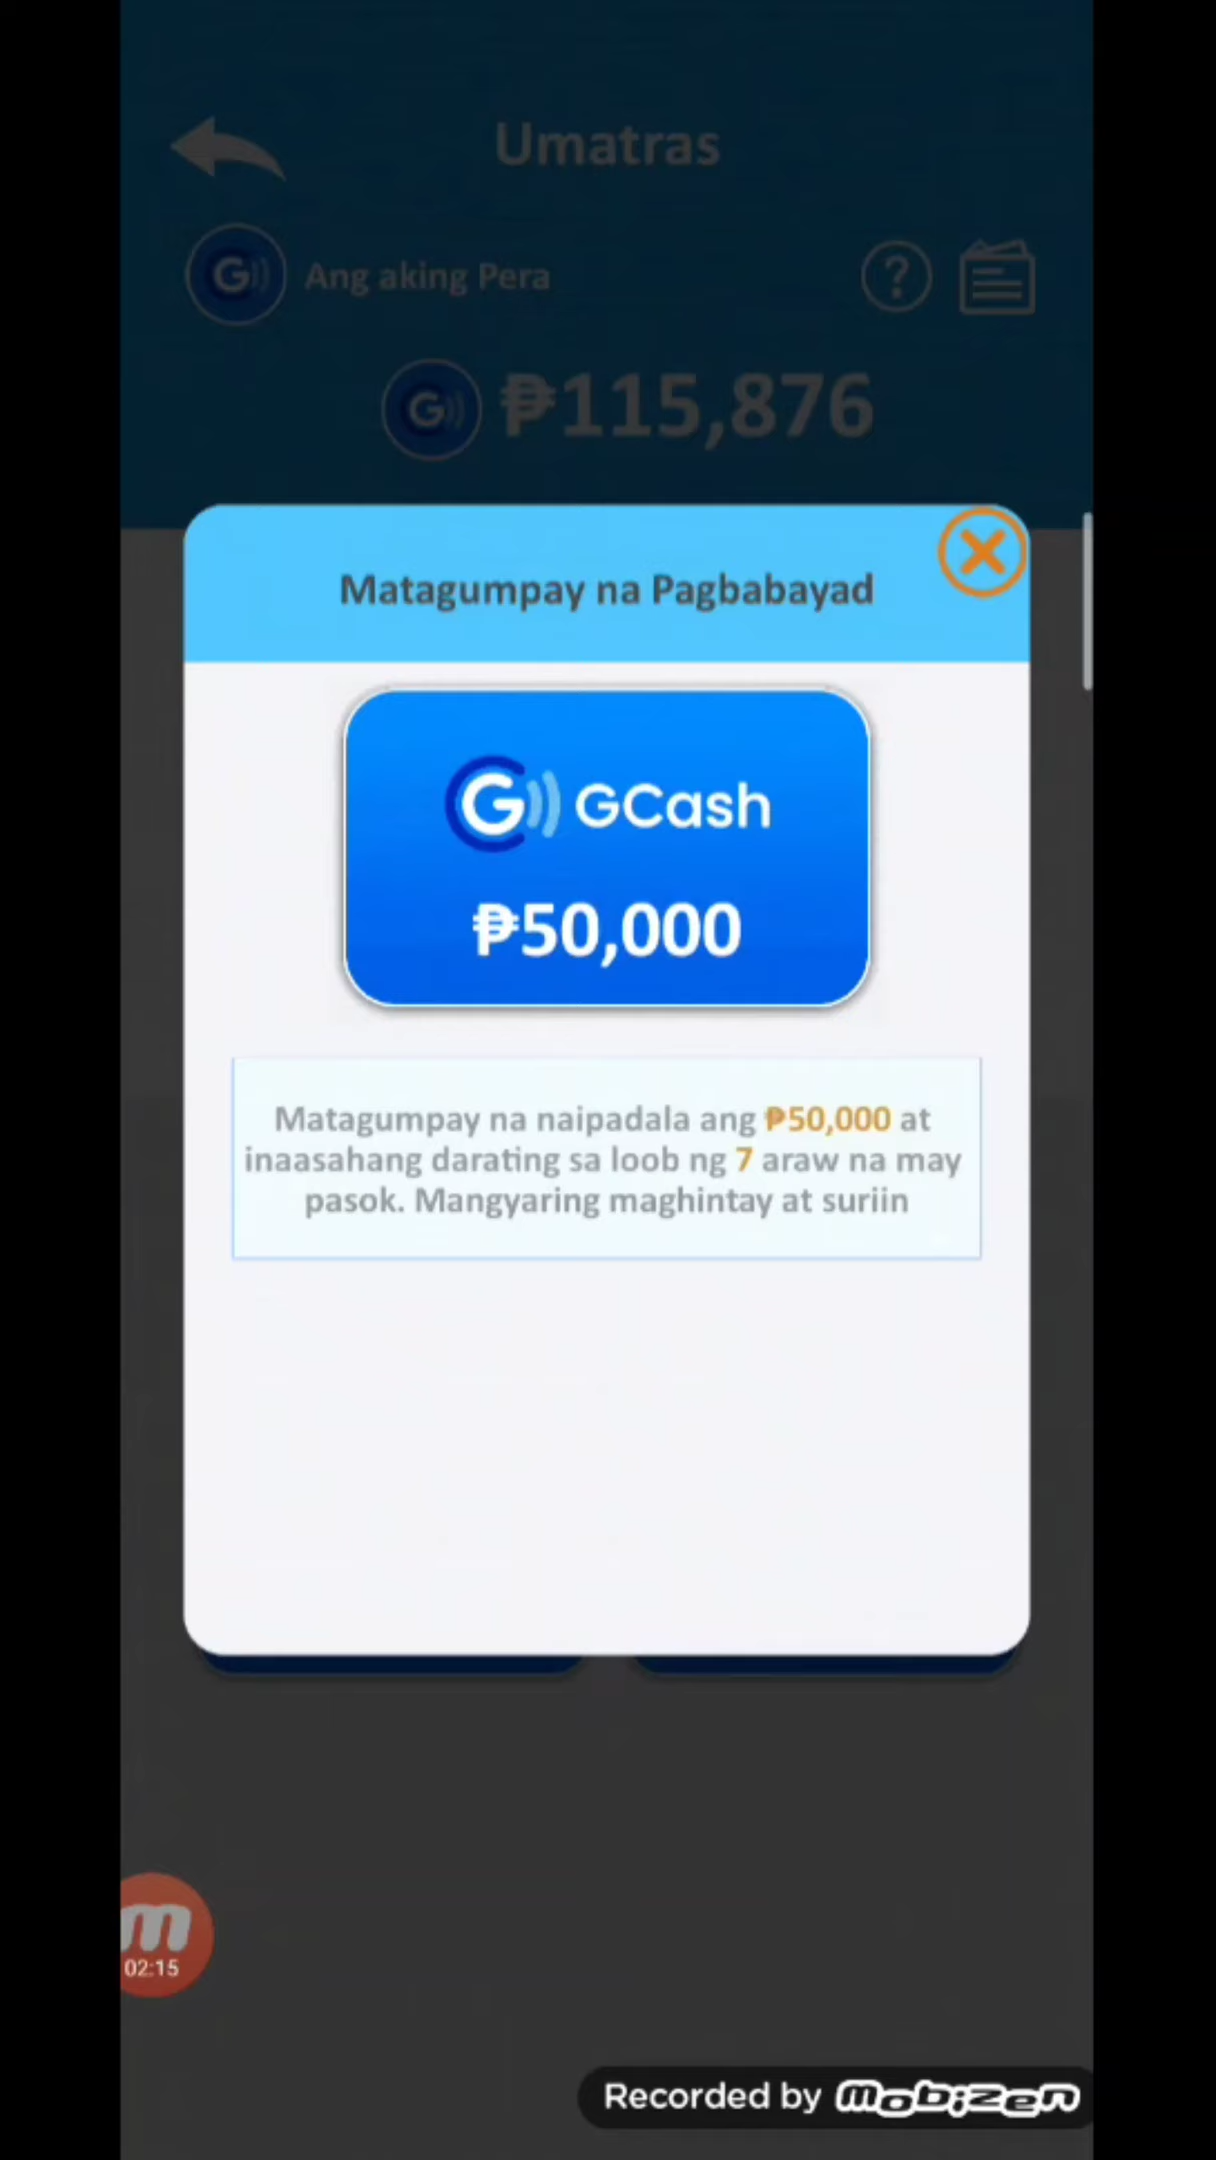 Umatras
G Ang aking Pera ?
G ₱115,876
Matagumpay na Pagbabayad
G GCash
₱50,000
Matagumpay na naipadala ang ₱50,000 at
inaasahang darating sa loob ng 7 araw na may
pasok. Mangyaring maghintay at suriin
m
02:15
Recorded by mobizen